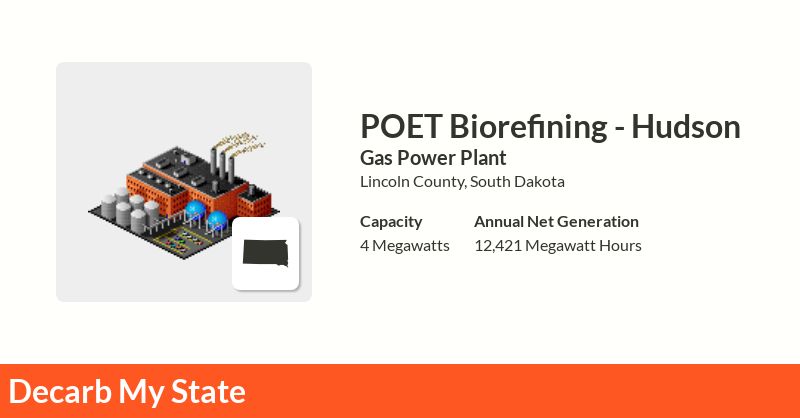 POET Biorefining - Hudson
Gas Power Plant
Lincoln County, South Dakota
Capacity
4 Megawatts
Annual Net Generation
12,421 Megawatt Hours
Decarb My State